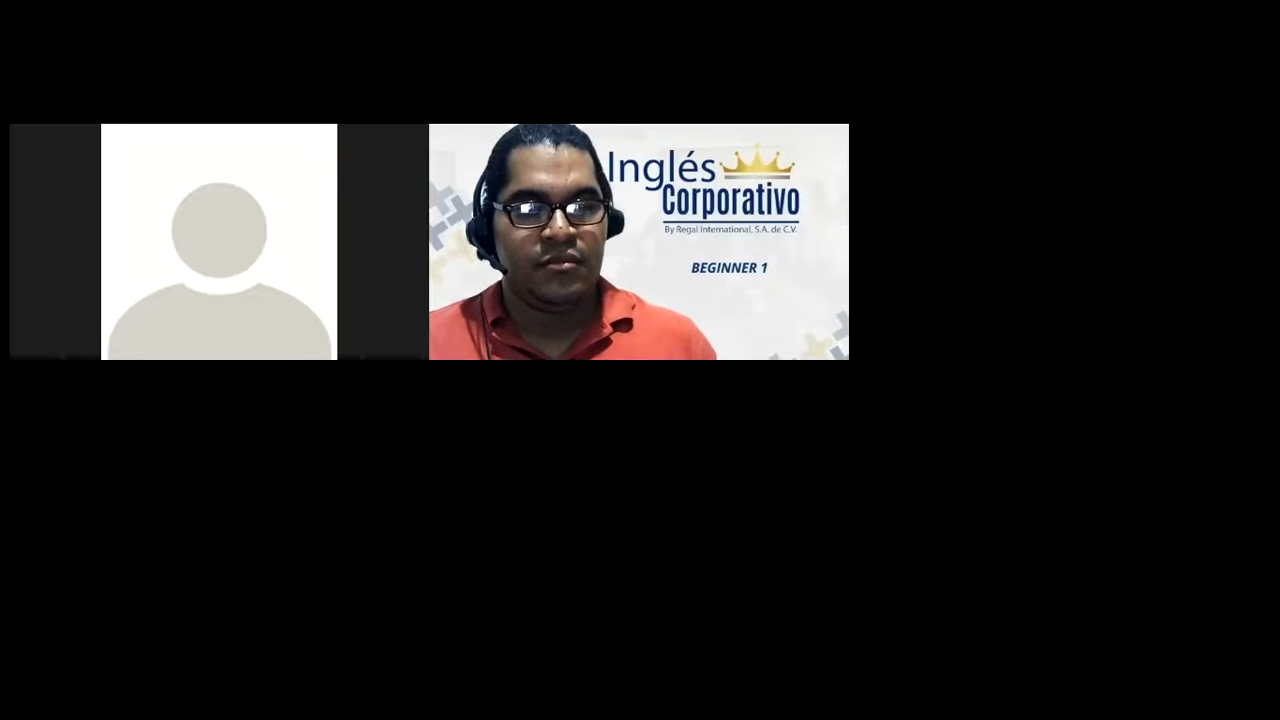 Inglés
Corporativo
By Regal International, S.A. de C.V.
BEGINNER 1